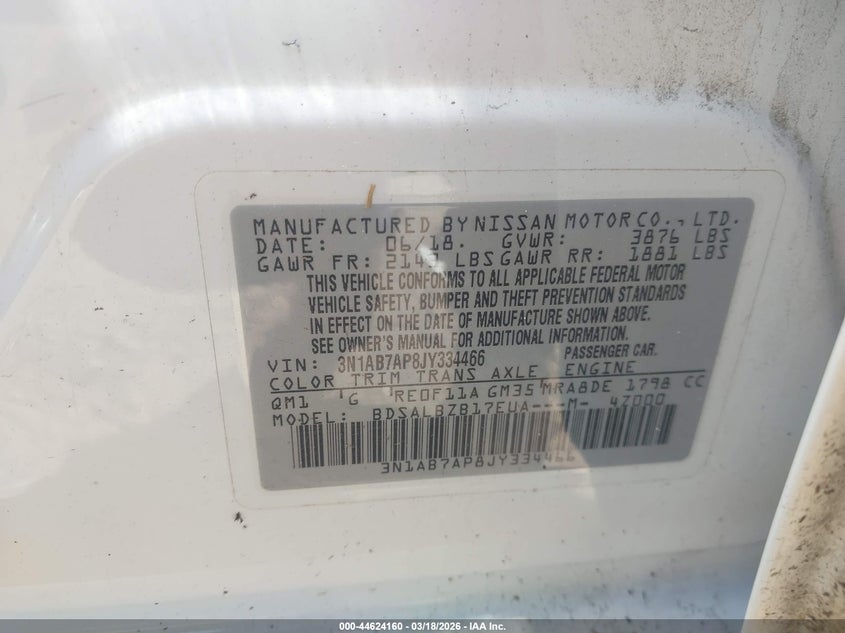 MANUFACTURED BY NISSAN MOTOR CO., LTD.
DATE: 06/18. GVWR: 3876 LBS
GAWR FR: LBS GAWR RR: 1881 LBS
THIS VEHICLE CONFORMS TO ALL APPLICABLE FEDERAL MOTOR
VEHICLE SAFETY, BUMPER AND THEFT PREVENTION STANDARDS
IN EFFECT ON THE DATE OF MANUFACTURE SHOWN ABOVE.
SEE OWNER'S MANUAL FOR ADDITIONAL INFORMATION.
VIN: 3N1AB7AP8JY334466 PASSENGER CAR.
COLOR TRIM TRANS AXLE ENGINE
QM1 G RE0F11A GM35 MRA8DE 1798 CC
MODEL: BDSALBZB17EUA---M- 4Z000
3N1AB7AP8JY334466
000-44624160 - 03/18/2026 - IAA Inc.